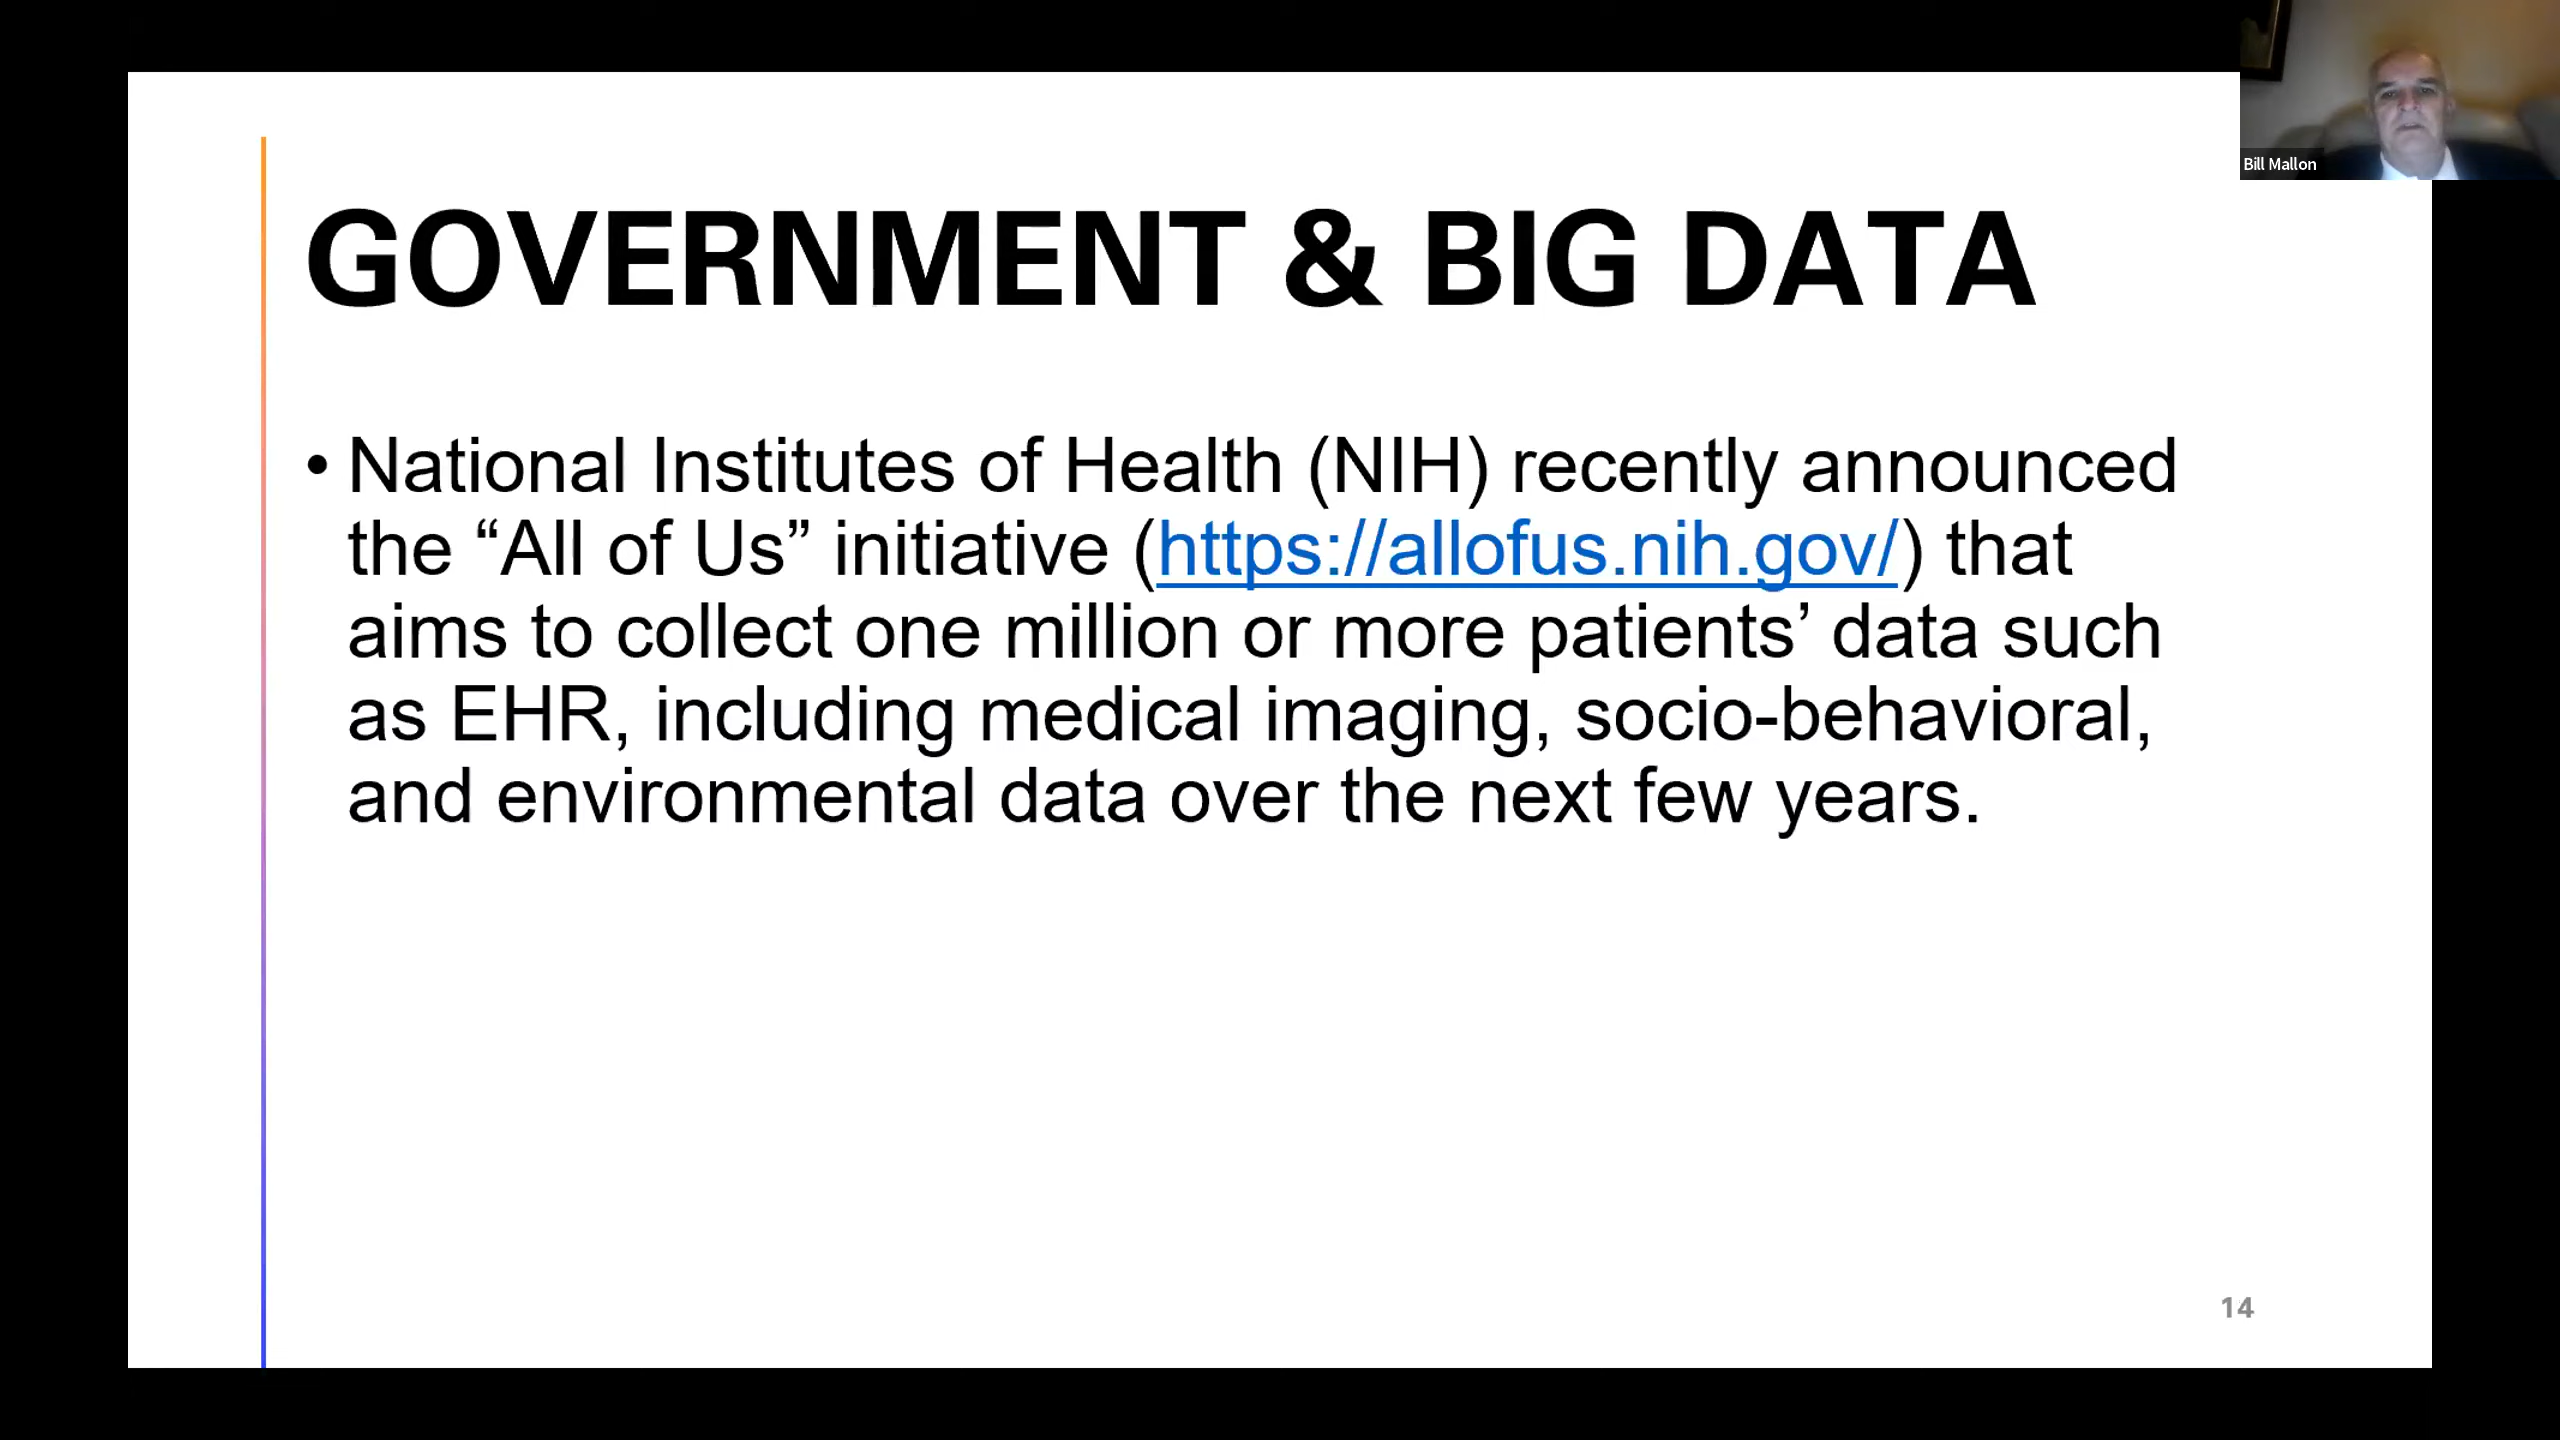 Bill Mallon
GOVERNMENT & BIG DATA
• National Institutes of Health (NIH) recently announced
the “All of Us” initiative (https://allofus.nih.gov/) that
aims to collect one million or more patients’ data such
as EHR, including medical imaging, socio-behavioral,
and environmental data over the next few years.
14